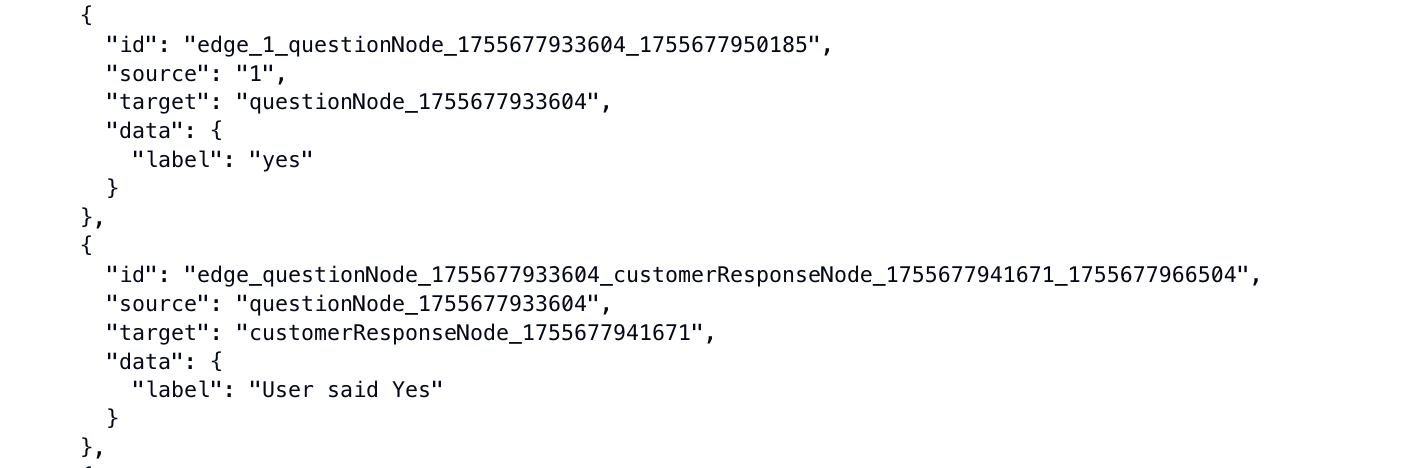 {
"id": "edge_1_questionNode_1755677933604_1755677950185",
"source": "1",
"target": "questionNode_1755677933604",
"data": {
"label": "yes"
}
},
{
"id": "edge_questionNode_1755677933604_customerResponseNode_1755677941671_1755677966504",
"source": "questionNode_1755677933604",
"target": "customerResponseNode_1755677941671",
"data": {
"label": "User said Yes"
}
},